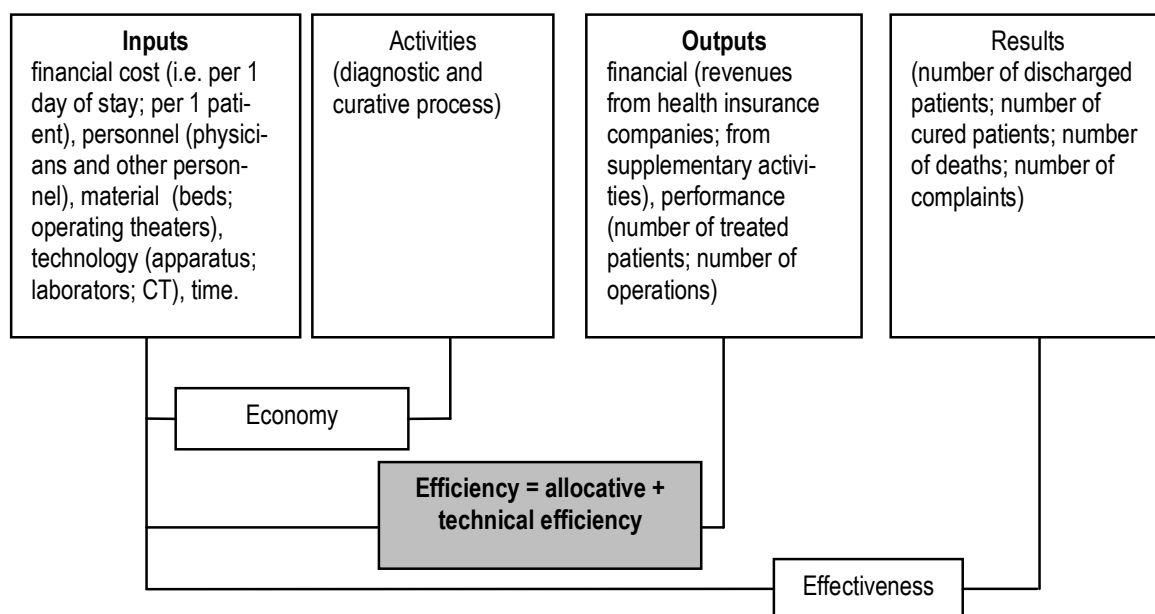 Inputs
financial cost (i.e. per 1
day of stay; per 1 pati-
ent), personnel (physici-
ans and other person-
nel), material (beds;
operating theaters),
technology (apparatus;
laborators; CT), time.
Activities
(diagnostic and
curative process)
Outputs
financial (revenues
from health insurance
companies; from
supplementary activi-
ties), performance
(number of treated
patients; number of
operations)
Results
(number of discharged
patients; number of
cured patients; number
of deaths; number of
complaints)
Economy
Efficiency = allocative +
technical efficiency
Effectiveness